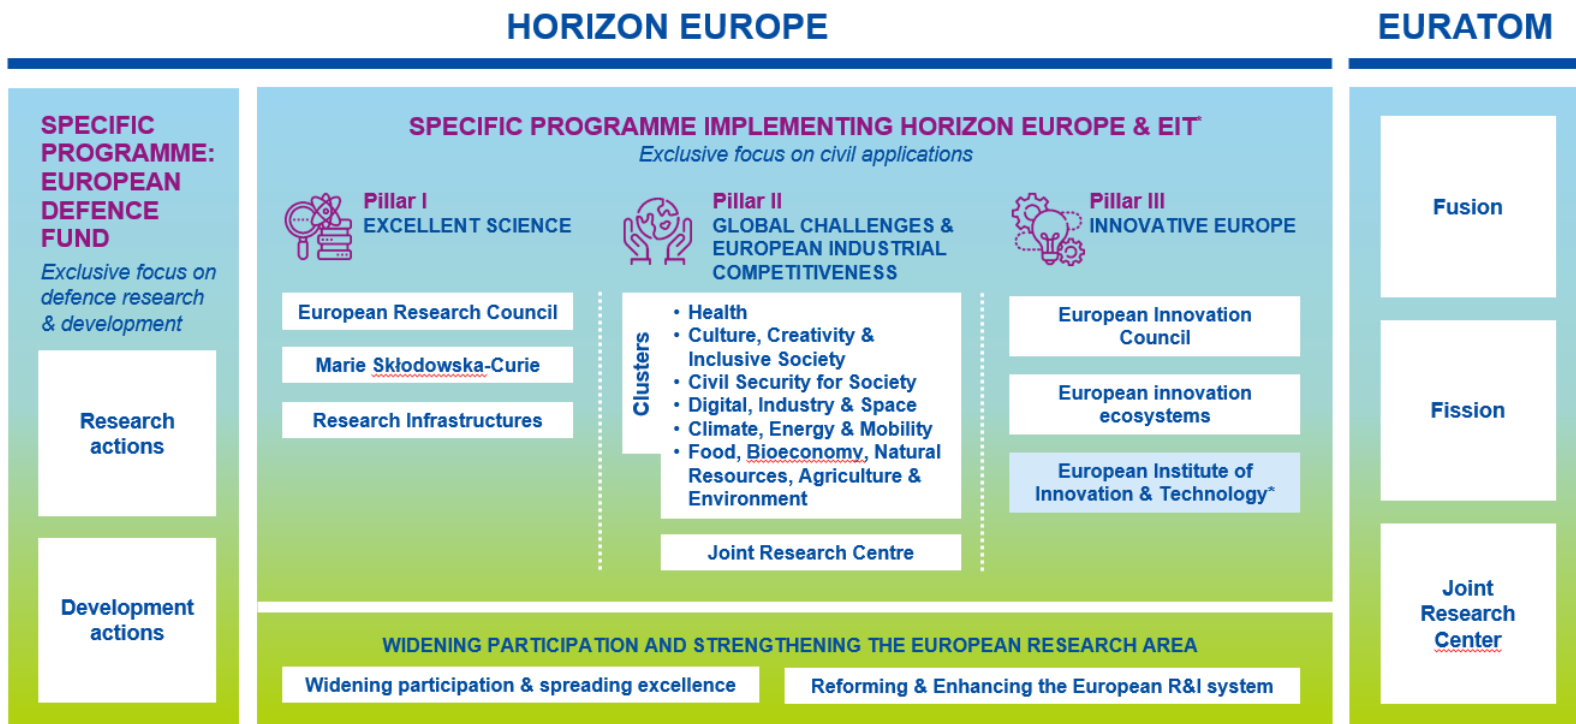 HORIZON EUROPE
EURATOM
SPECIFIC
PROGRAMME:
EUROPEAN
DEFENCE
FUND
Exclusive focus on
defence research
& development
Research
actions
Development
actions
SPECIFIC PROGRAMME IMPLEMENTING HORIZON EUROPE & EIT*
Exclusive focus on civil applications
Pillar I
EXCELLENT SCIENCE
European Research Council
Marie Skłodowska-Curie
Research Infrastructures
Pillar II
GLOBAL CHALLENGES &
EUROPEAN INDUSTRIAL
COMPETITIVENESS
Clusters
• Health
• Culture, Creativity &
Inclusive Society
• Civil Security for Society
• Digital, Industry & Space
• Climate, Energy & Mobility
• Food, Bioeconomy, Natural
Resources, Agriculture &
Environment
Joint Research Centre
Pillar III
INNOVATIVE EUROPE
European Innovation
Council
European innovation
ecosystems
European Institute of
Innovation & Technology*
WIDENING PARTICIPATION AND STRENGTHENING THE EUROPEAN RESEARCH AREA
Widening participation & spreading excellence
Reforming & Enhancing the European R&I system
Fusion
Fission
Joint
Research
Center